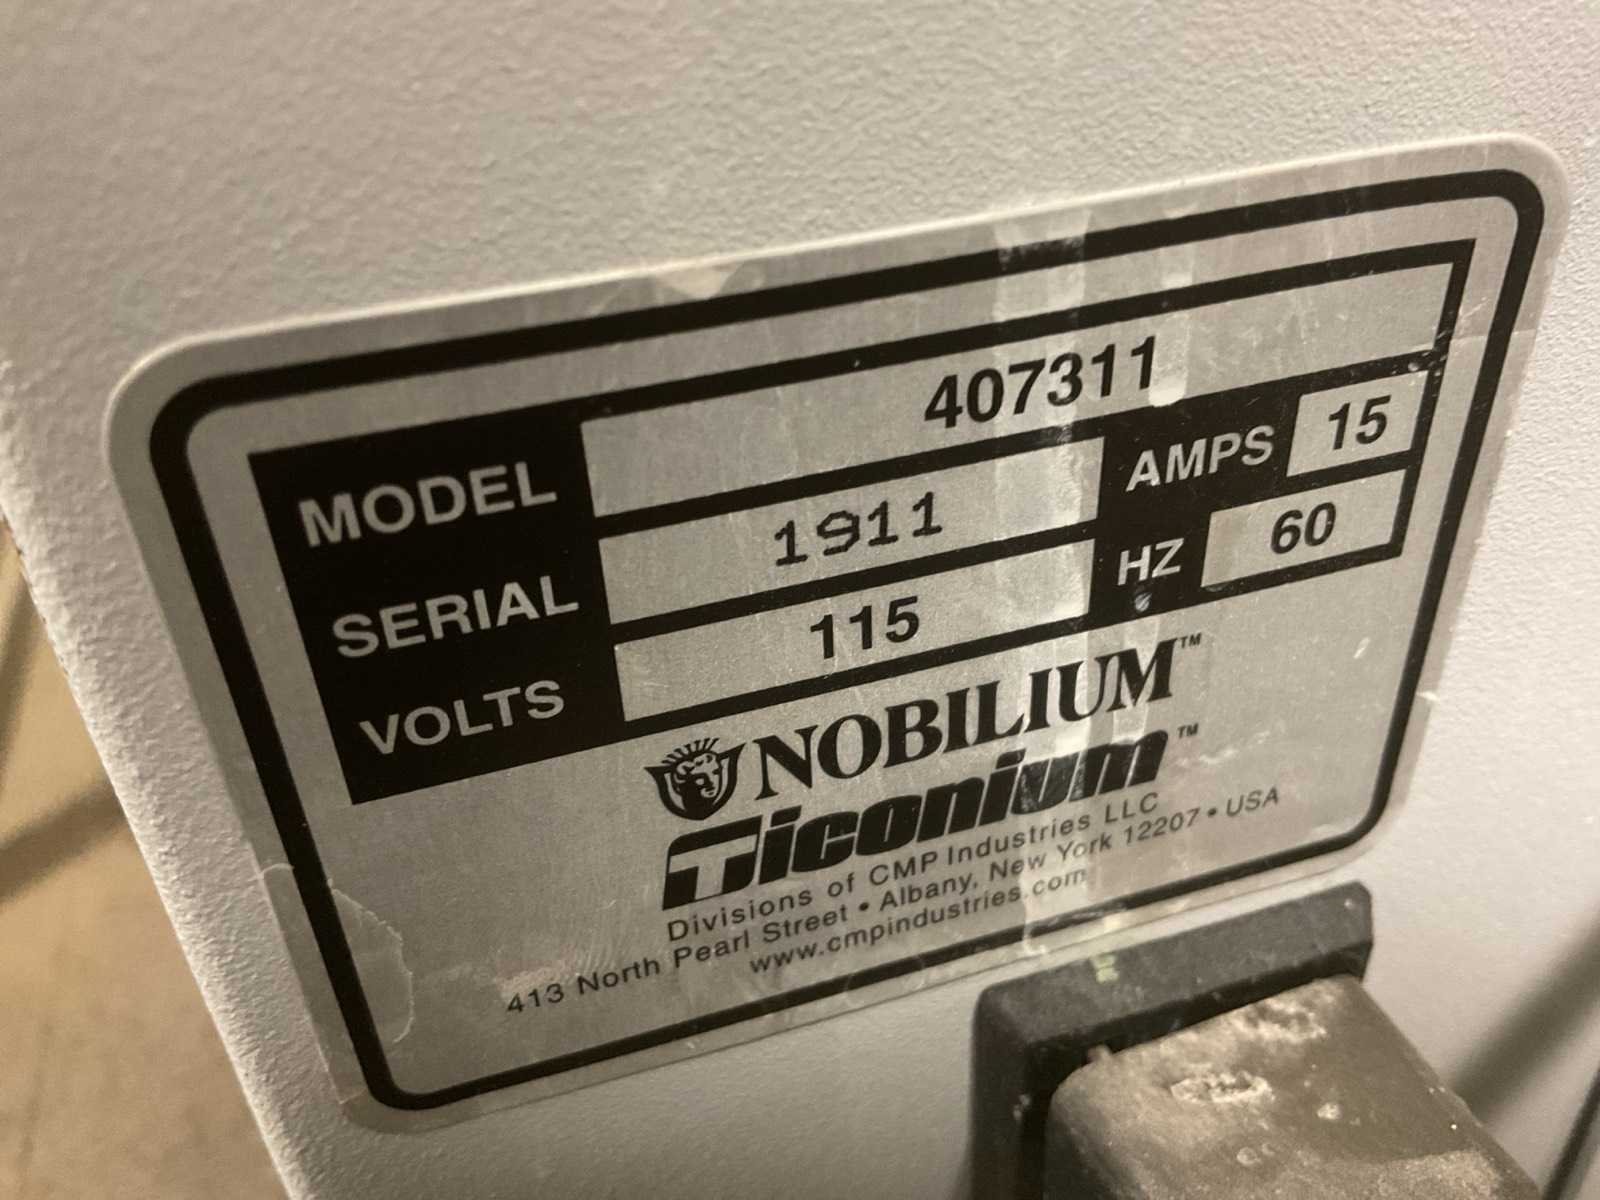 MODEL 407311
SERIAL 1911 AMPS 15
VOLTS 115 HZ 60
NOBILIUM™
Ticonium™
Divisions of CMP Industries LLC
413 North Pearl Street • Albany, New York 12207 • USA
www.cmpindustries.com